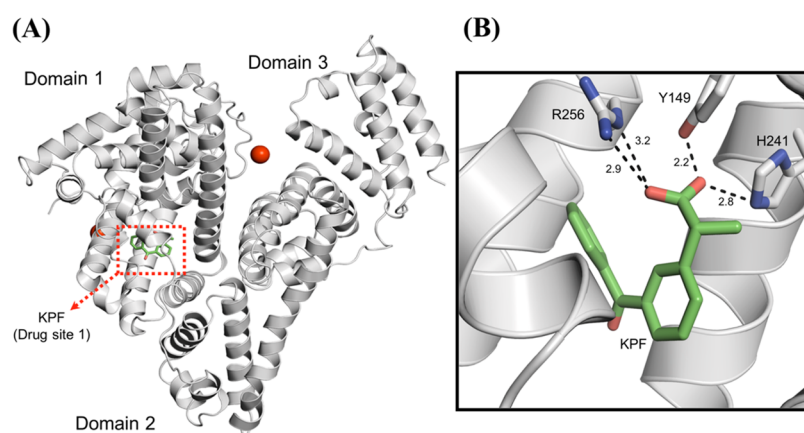 (A)
Domain 1
Domain 3
KPF
(Drug site 1)
Domain 2
(B)
R256
Y149
H241
3.2
2.9
2.2
2.8
KPF